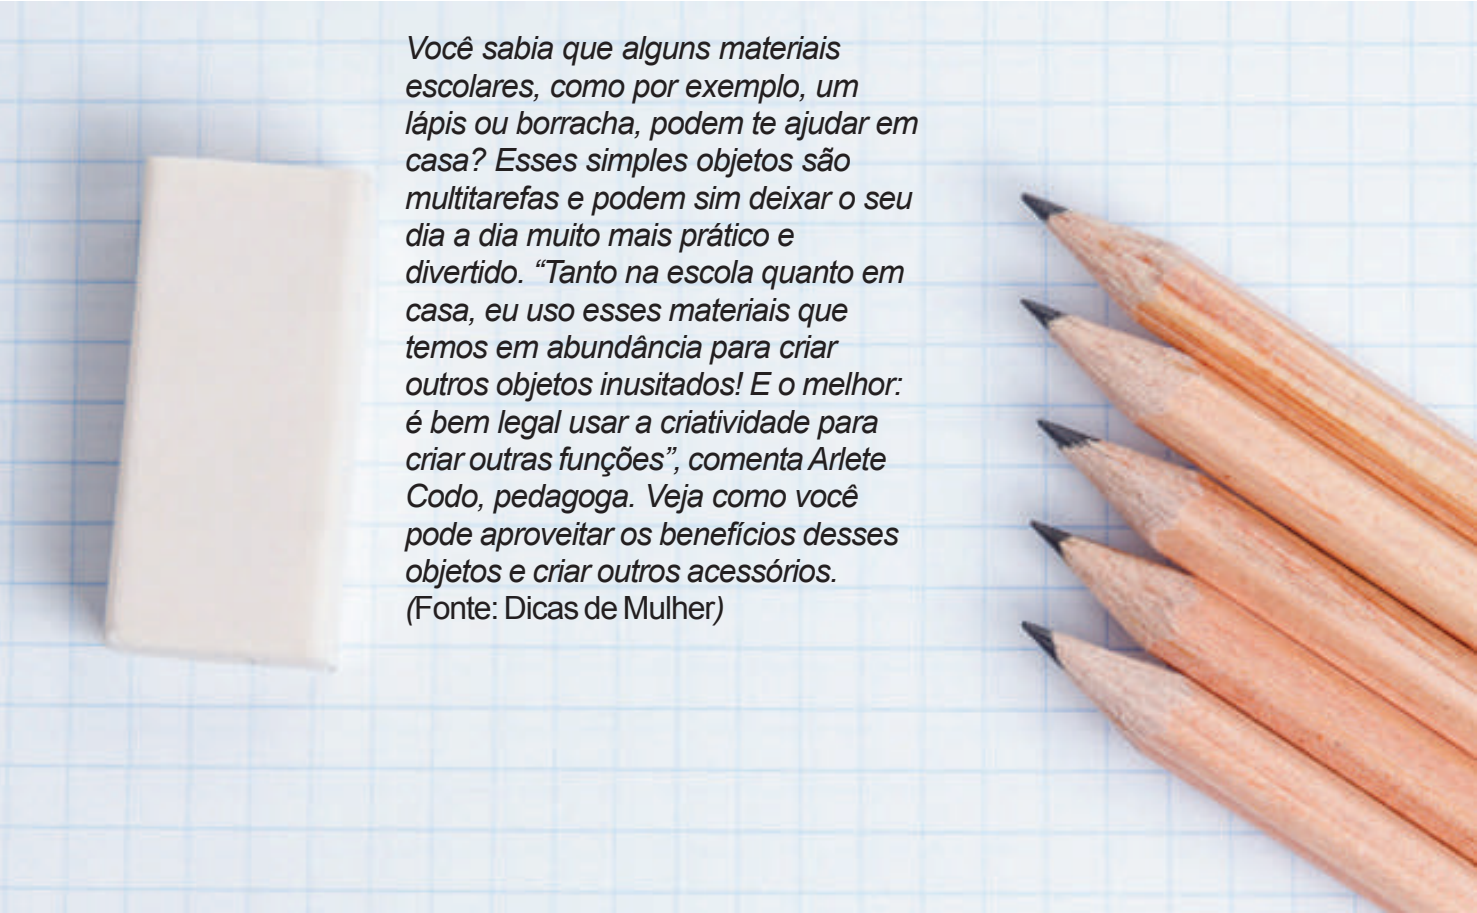 Você sabia que alguns materiais
escolares, como por exemplo, um
lápis ou borracha, podem te ajudar em
casa? Esses simples objetos são
multitarefas e podem sim deixar o seu
dia a dia muito mais prático e
divertido. “Tanto na escola quanto em
casa, eu uso esses materiais que
temos em abundância para criar
outros objetos inusitados! E o melhor:
é bem legal usar a criatividade para
criar outras funções”, comenta Arlete
Codo, pedagoga. Veja como você
pode aproveitar os benefícios desses
objetos e criar outros acessórios.
(Fonte: Dicas de Mulher)